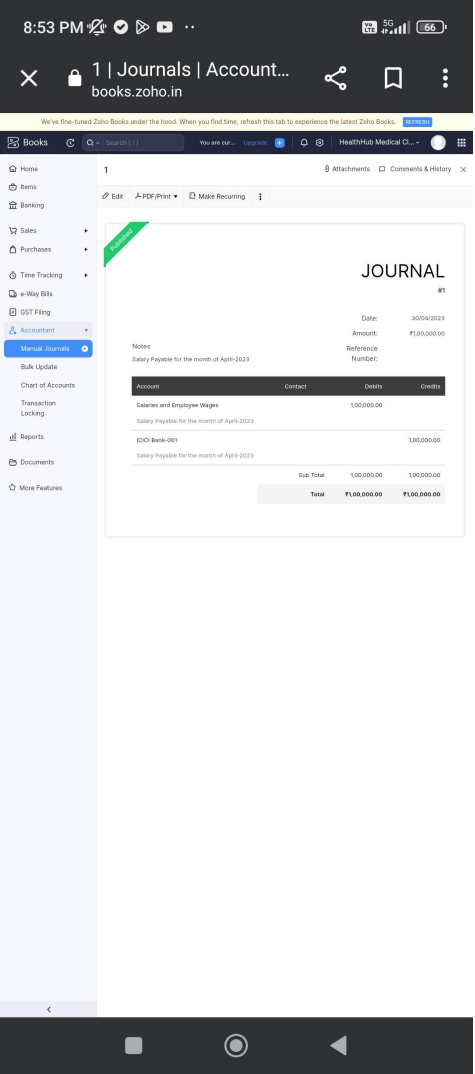 8:53 PM
Vo LTE 5G 66
1 | Journals | Account...
books.zoho.in
We've fine-tuned Zoho Books under the hood. When you find time, refresh this tab to experience the latest Zoho Books. REFRESH
Books Search ( / ) You are cur... Upgrade HealthHub Medical Cl...
Home
Items
Banking
Sales
Purchases
Time Tracking
e-Way Bills
GST Filing
Accountant
Manual Journals
Bulk Update
Chart of Accounts
Transaction
Locking
Reports
Documents
More Features
1 Attachments Comments & History
Edit PDF/Print Make Recurring
Published
JOURNAL
#1
Date: 30/04/2023
Amount: ₹1,00,000.00
Reference
Number:
Notes
Salary Payable for the month of April-2023
Account Contact Debits Credits
Salaries and Employee Wages 1,00,000.00
Salary Payable for the month of April-2023
ICICI Bank-001 1,00,000.00
Salary Payable for the month of April-2023
Sub Total 1,00,000.00 1,00,000.00
Total ₹1,00,000.00 ₹1,00,000.00